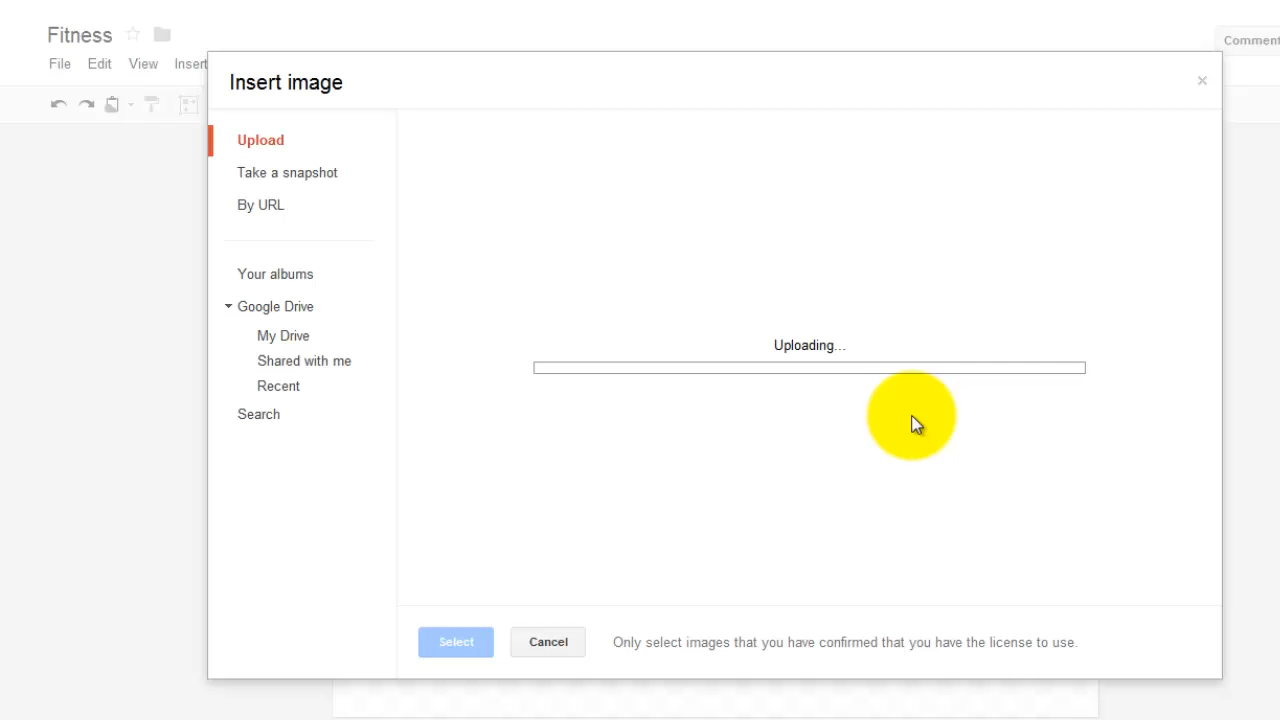 Fitness
File Edit View Insert
Comment
Insert image
Upload
Take a snapshot
By URL
Your albums
Google Drive
My Drive
Shared with me
Recent
Search
Uploading...
Select Cancel Only select images that you have confirmed that you have the license to use.